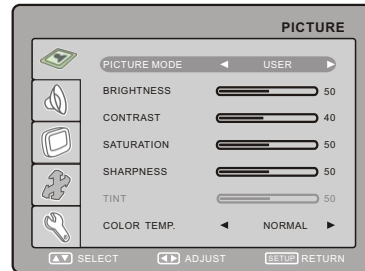 PICTURE
PICTURE MODE ◀ USER ▶
BRIGHTNESS 50
CONTRAST 40
SATURATION 50
SHARPNESS 50
TINT 50
COLOR TEMP. ◀ NORMAL ▶
▲▼ SELECT ◀▶ ADJUST SETUP RETURN